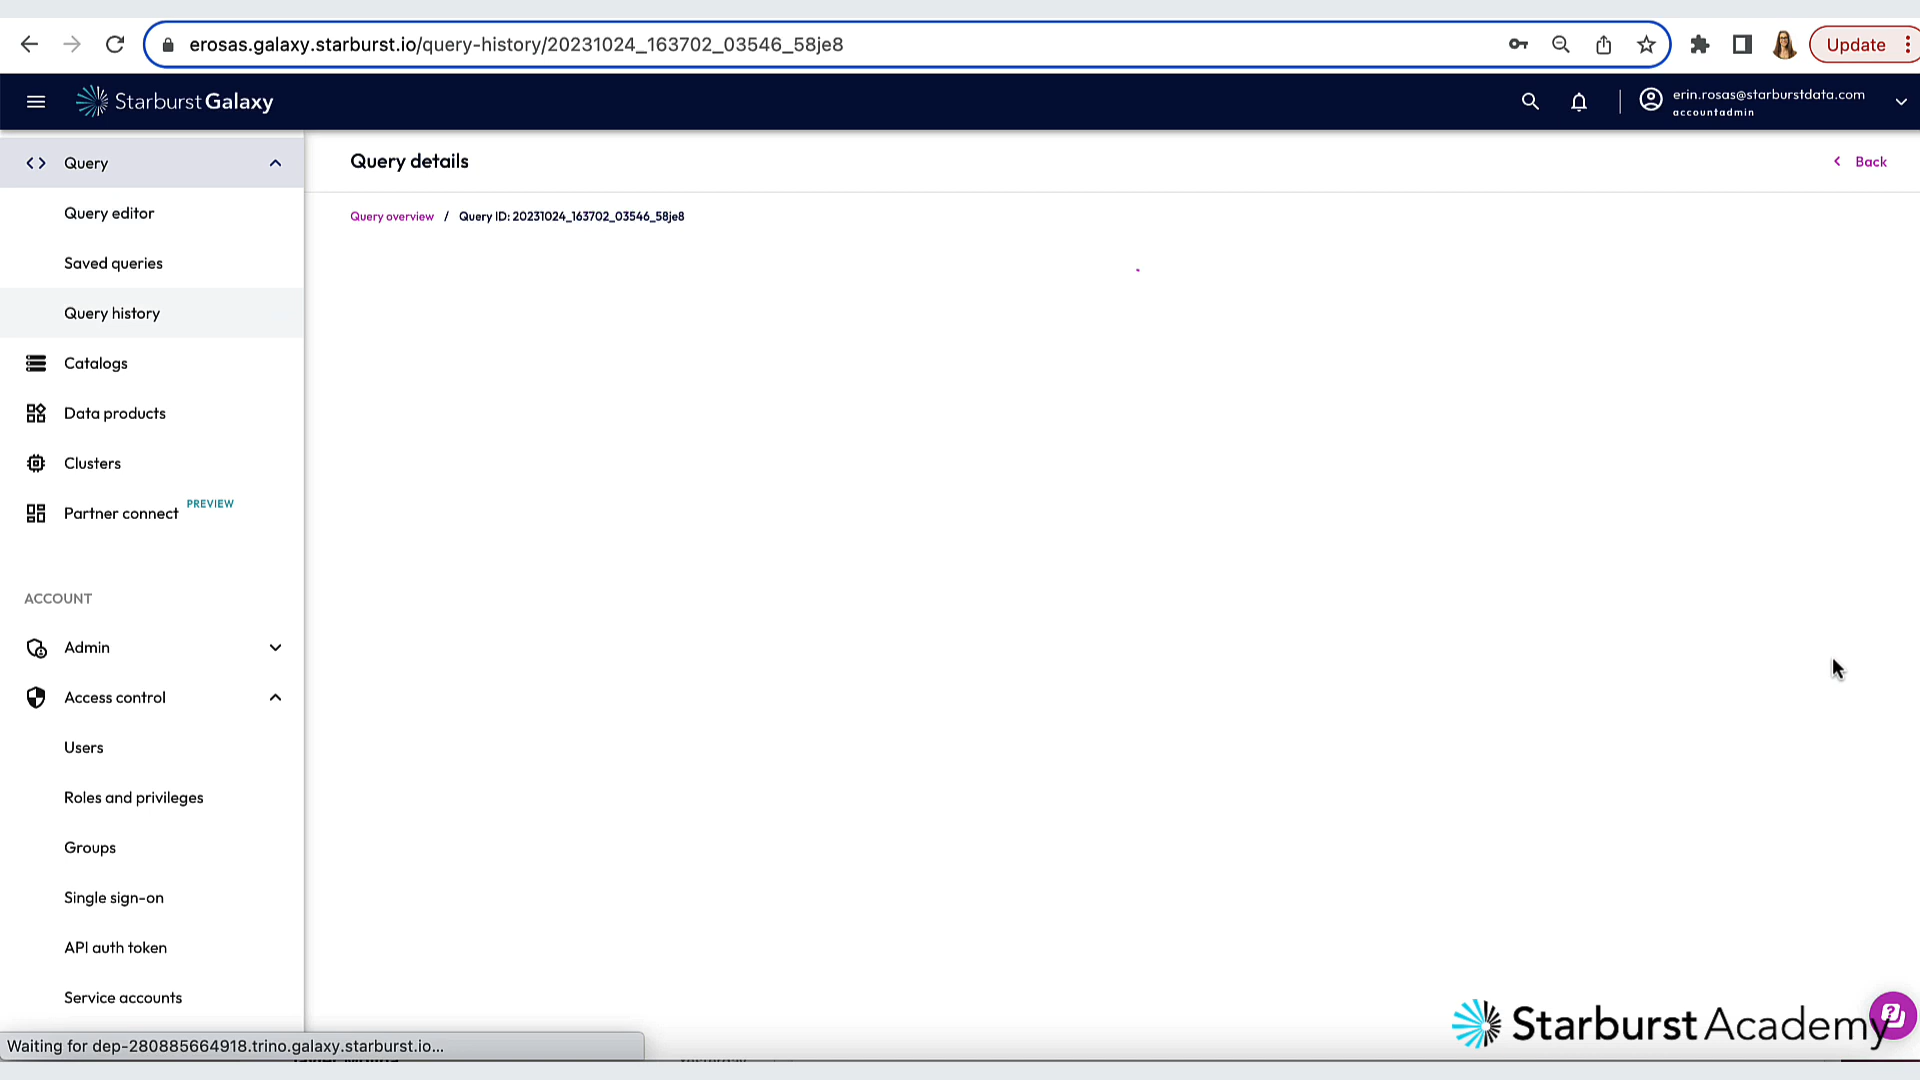 erosas.galaxy.starburst.io/query-history/20231024_163702_03546_58je8
Update
Starburst Galaxy
erin.rosas@starburstdata.com
accountadmin
Query
Query details
Back
Query editor
Query overview / Query ID: 20231024_163702_03546_58je8
Saved queries
Query history
Catalogs
Data products
Clusters
Partner connect PREVIEW
ACCOUNT
Admin
Access control
Users
Roles and privileges
Groups
Single sign-on
API auth token
Service accounts
Starburst Academy
Waiting for dep-280885664918.trino.galaxy.starburst.io...